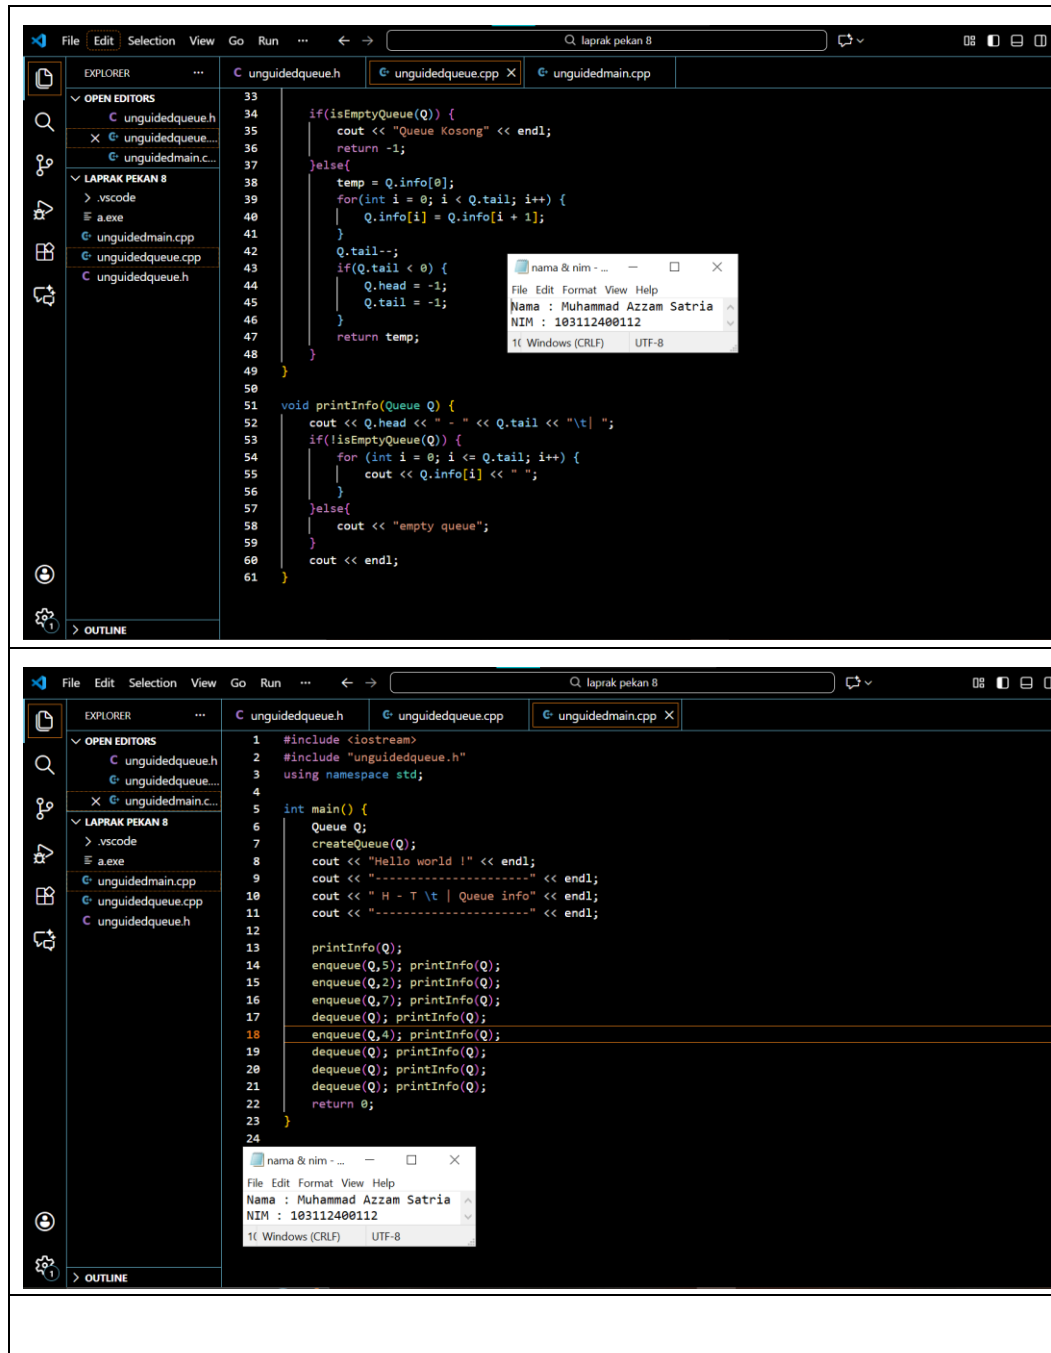 File Edit Selection View Go Run ··· ← → laprak pekan 8
EXPLORER ···
OPEN EDITORS
unguidedqueue.h
unguidedqueue....
unguidedmain.c...
LAPRAK PEKAN 8
.vscode
a.exe
unguidedmain.cpp
unguidedqueue.cpp
unguidedqueue.h
OUTLINE
unguidedqueue.h unguidedqueue.cpp unguidedmain.cpp
33
34 if(isEmptyQueue(Q)) {
35 cout << "Queue Kosong" << endl;
36 return -1;
37 }else{
38 temp = Q.info[0];
39 for(int i = 0; i < Q.tail; i++) {
40 Q.info[i] = Q.info[i + 1];
41 }
42 Q.tail--;
43 if(Q.tail < 0) {
44 Q.head = -1;
45 Q.tail = -1;
46 }
47 return temp;
48 }
49 }
50
51 void printInfo(Queue Q) {
52 cout << Q.head << " - " << Q.tail << "\t| ";
53 if(!isEmptyQueue(Q)) {
54 for (int i = 0; i <= Q.tail; i++) {
55 cout << Q.info[i] << " ";
56 }
57 }else{
58 cout << "empty queue";
59 }
60 cout << endl;
61 }
nama & nim - ...
File Edit Format View Help
Nama : Muhammad Azzam Satria
NIM : 103112400112
Windows (CRLF) UTF-8
File Edit Selection View Go Run ··· ← → laprak pekan 8
EXPLORER ···
OPEN EDITORS
unguidedqueue.h
unguidedqueue....
unguidedmain.c...
LAPRAK PEKAN 8
.vscode
a.exe
unguidedmain.cpp
unguidedqueue.cpp
unguidedqueue.h
OUTLINE
unguidedqueue.h unguidedqueue.cpp unguidedmain.cpp
1 #include <iostream>
2 #include "unguidedqueue.h"
3 using namespace std;
4
5 int main() {
6 Queue Q;
7 createQueue(Q);
8 cout << "Hello world !" << endl;
9 cout << "----------------------" << endl;
10 cout << " H - T \t | Queue info" << endl;
11 cout << "----------------------" << endl;
12
13 printInfo(Q);
14 enqueue(Q,5); printInfo(Q);
15 enqueue(Q,2); printInfo(Q);
16 enqueue(Q,7); printInfo(Q);
17 dequeue(Q); printInfo(Q);
18 enqueue(Q,4); printInfo(Q);
19 dequeue(Q); printInfo(Q);
20 dequeue(Q); printInfo(Q);
21 dequeue(Q); printInfo(Q);
22 return 0;
23 }
24
nama & nim - ...
File Edit Format View Help
Nama : Muhammad Azzam Satria
NIM : 103112400112
Windows (CRLF) UTF-8